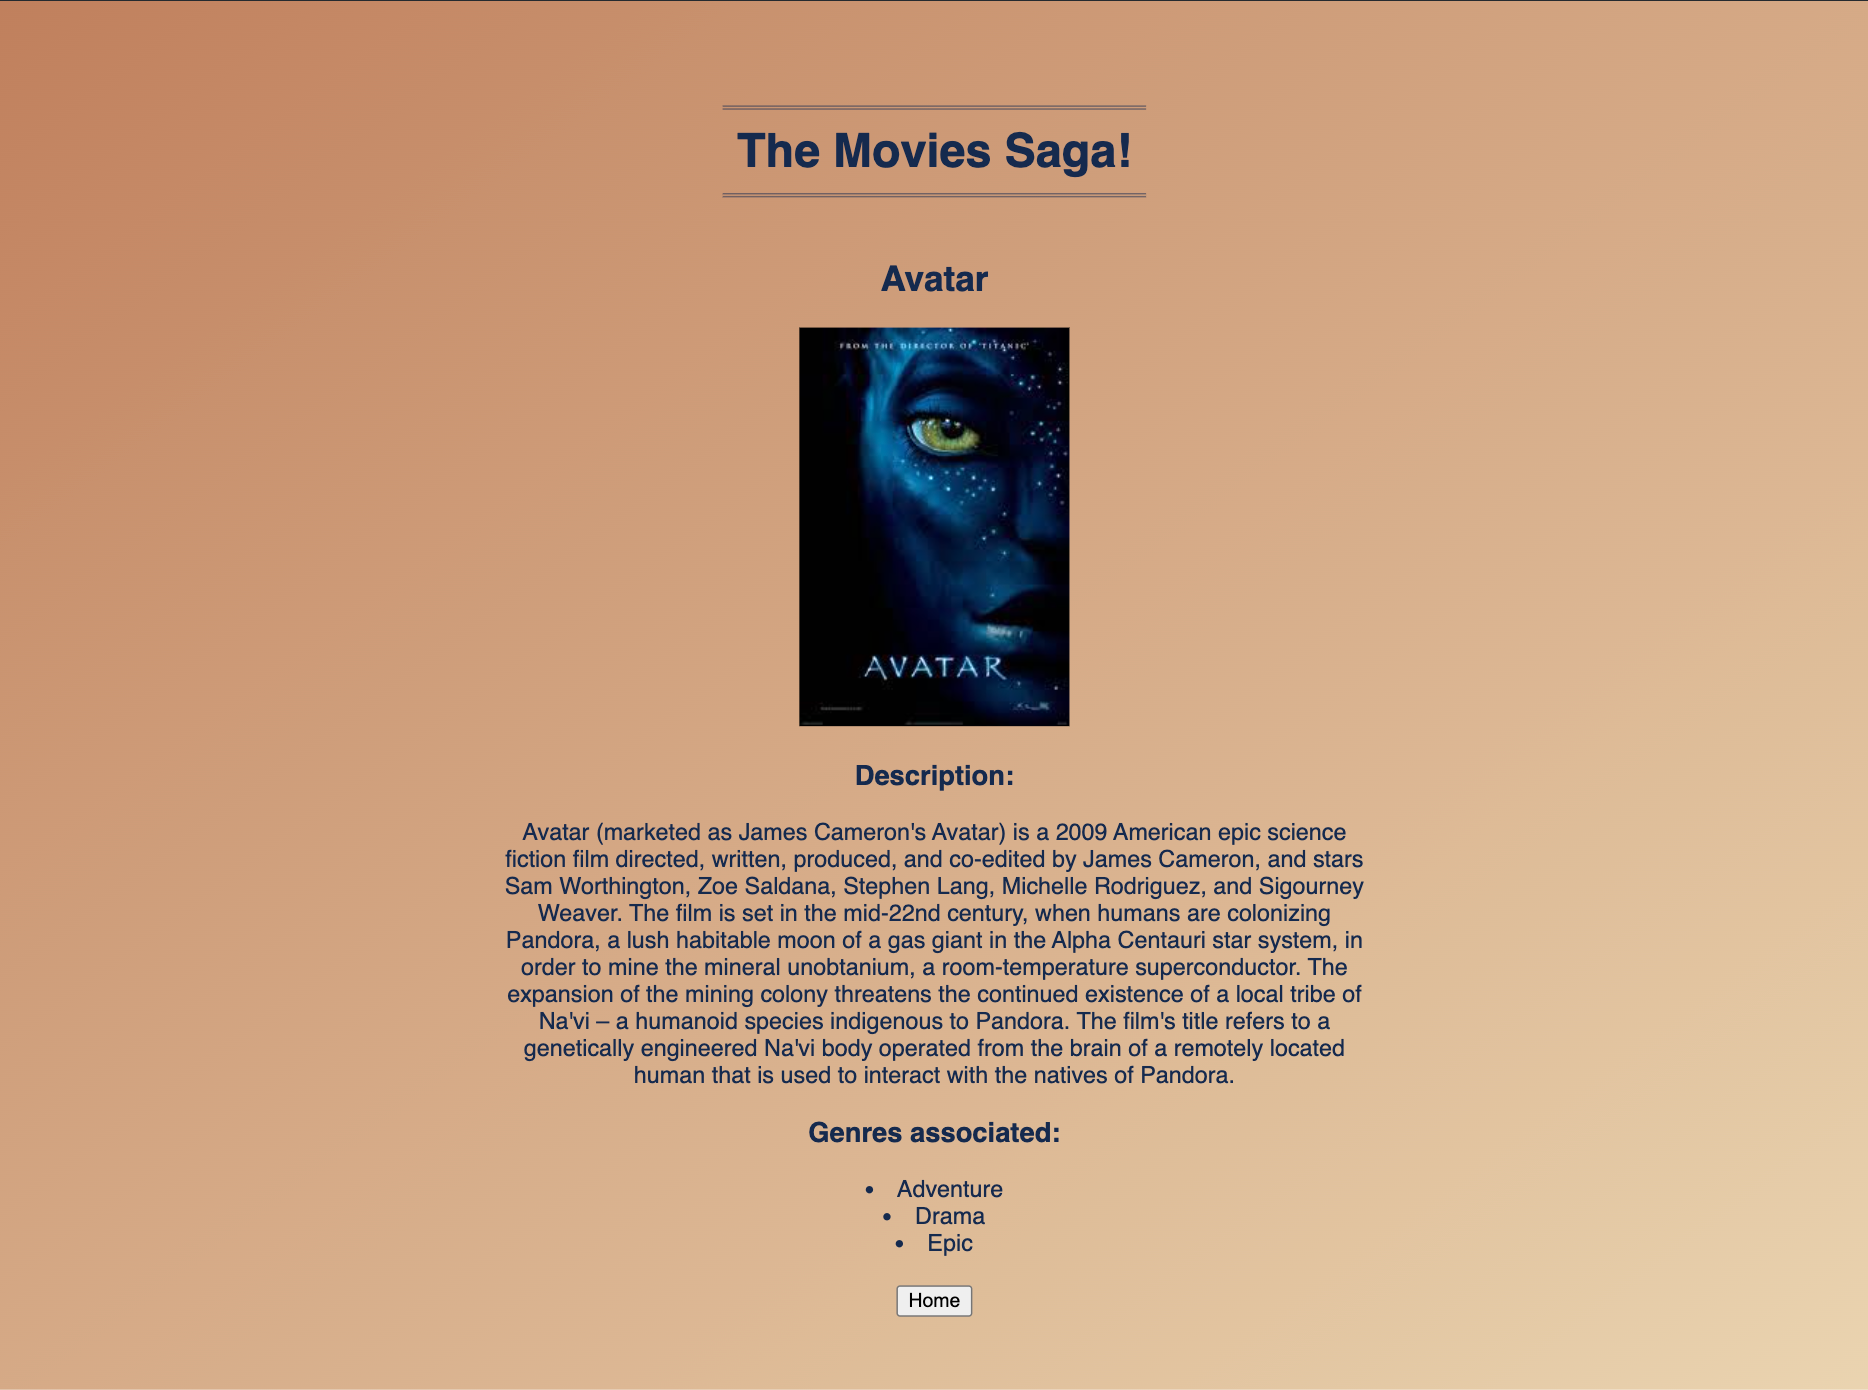 The Movies Saga!
Avatar
FROM THE DIRECTOR OF 'TITANIC'
AVATAR
Description:
Avatar (marketed as James Cameron's Avatar) is a 2009 American epic science
fiction film directed, written, produced, and co-edited by James Cameron, and stars
Sam Worthington, Zoe Saldana, Stephen Lang, Michelle Rodriguez, and Sigourney
Weaver. The film is set in the mid-22nd century, when humans are colonizing
Pandora, a lush habitable moon of a gas giant in the Alpha Centauri star system, in
order to mine the mineral unobtanium, a room-temperature superconductor. The
expansion of the mining colony threatens the continued existence of a local tribe of
Na'vi – a humanoid species indigenous to Pandora. The film's title refers to a
genetically engineered Na'vi body operated from the brain of a remotely located
human that is used to interact with the natives of Pandora.
Genres associated:
• Adventure
• Drama
• Epic
Home